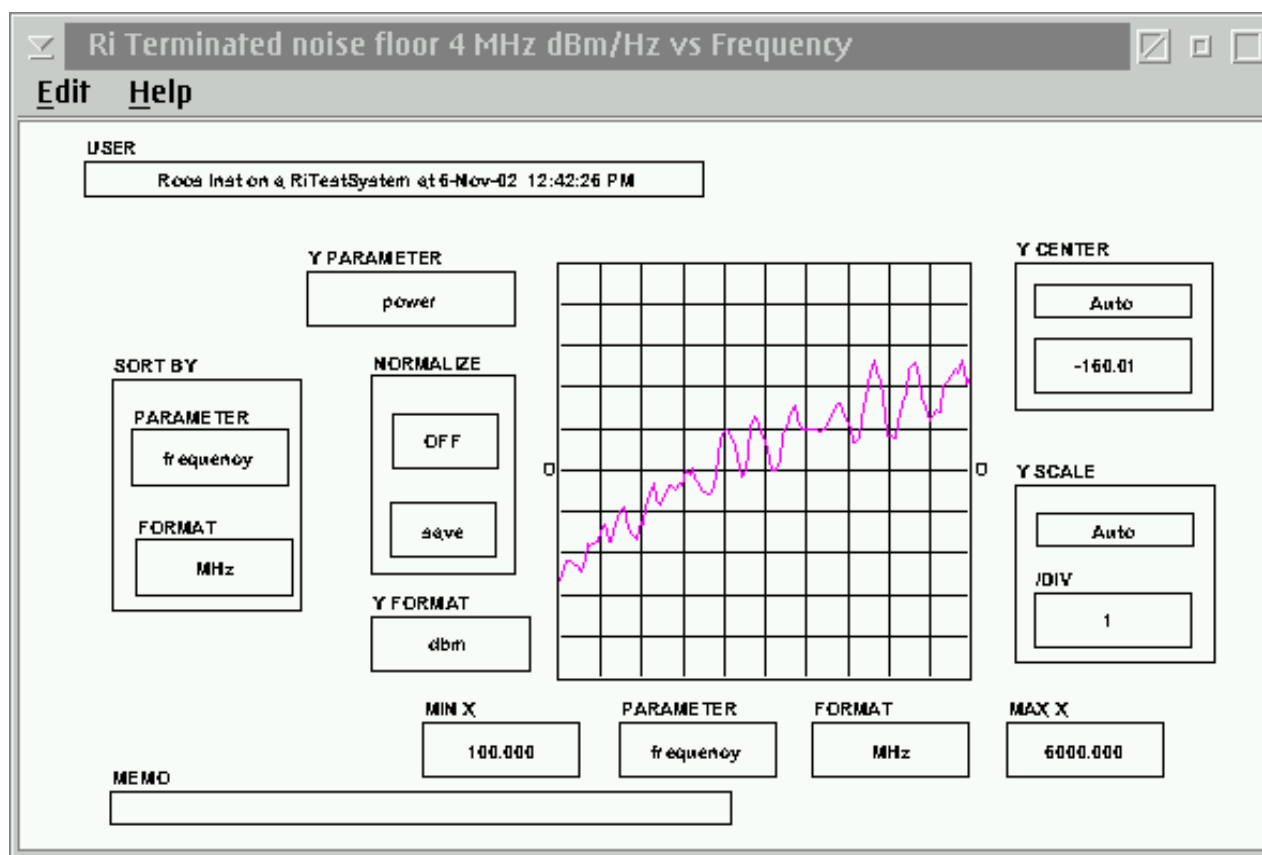 Ri Terminated noise floor 4 MHz dBm/Hz vs Frequency
Edit Help
USER
Roos Inst on a RiTestSystem at 6-Nov-02 12:42:26 PM
Y PARAMETER
power
Y CENTER
Auto
-160.01
SORT BY
PARAMETER
frequency
FORMAT
MHz
NORMALIZE
OFF
save
Y FORMAT
dbm
0 0
Y SCALE
Auto
/DIV
1
MIN X
100.000
PARAMETER
frequency
FORMAT
MHz
MAX X
6000.000
MEMO